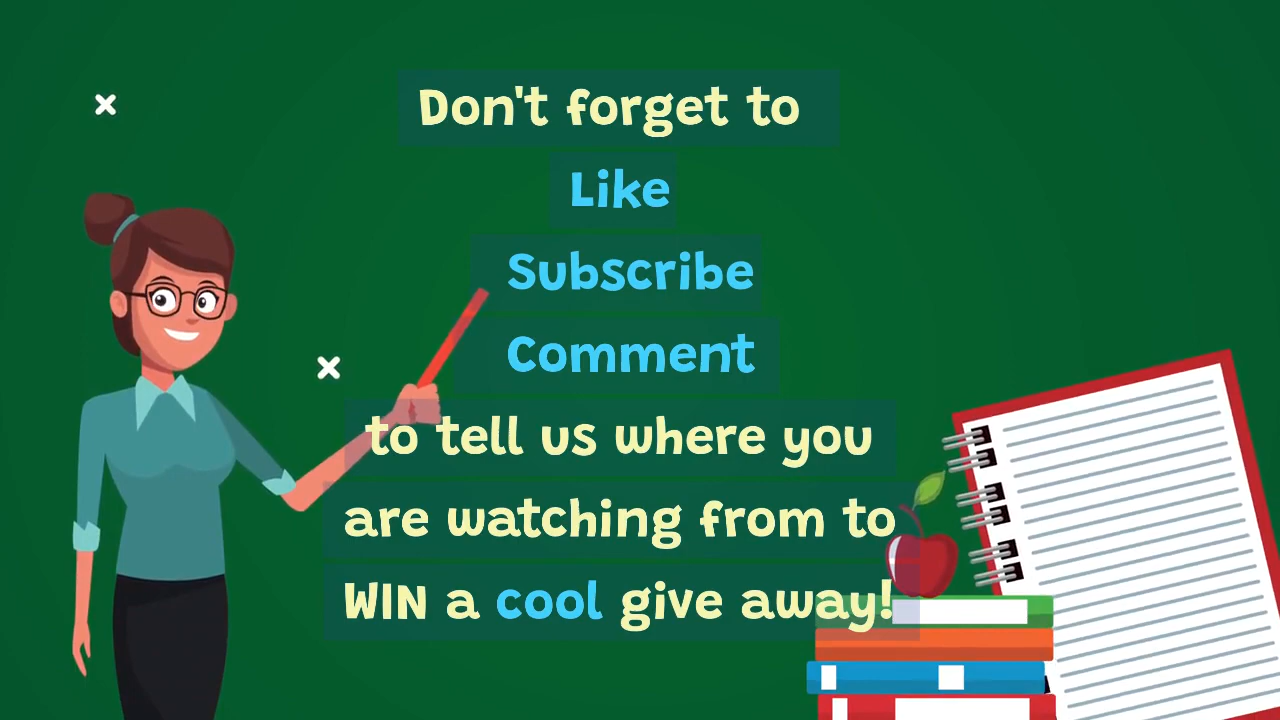 Don't forget to
Like
Subscribe
Comment
to tell us where you
are watching from to
WIN a cool give away!